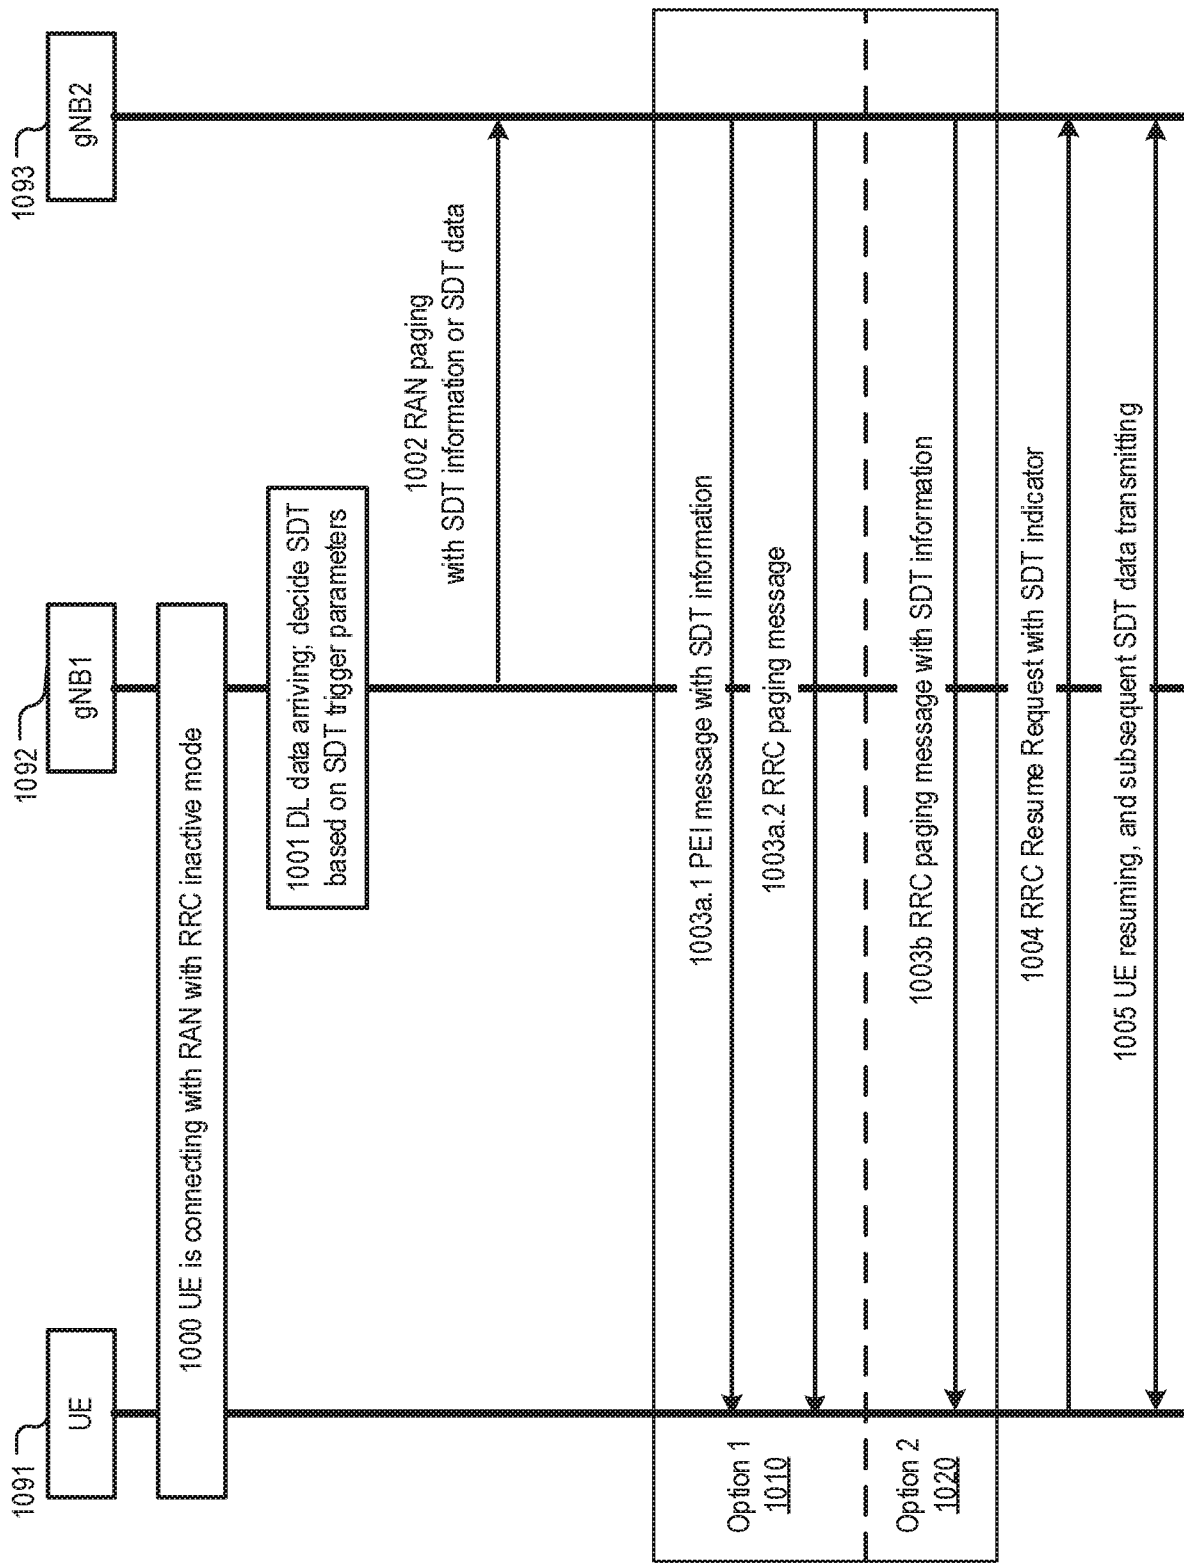 1091
1092
1093
UE
gNB1
gNB2
1000 UE is connecting with RAN with RRC inactive mode
1001 DL data arriving; decide SDT
based on SDT trigger parameters
1002 RAN paging
with SDT information or SDT data
Option 1
1010
1003a.1 PEI message with SDT information
1003a.2 RRC paging message
Option 2
1020
1003b RRC paging message with SDT information
1004 RRC Resume Request with SDT indicator
1005 UE resuming, and subsequent SDT data transmitting